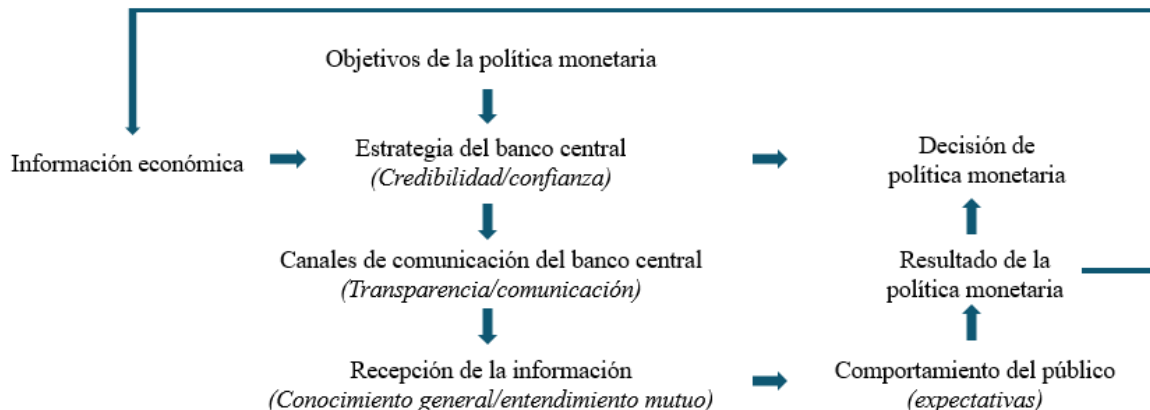 Objetivos de la política monetaria
Información económica
Estrategia del banco central
(Credibilidad/confianza)
Decisión de
política monetaria
Canales de comunicación del banco central
(Transparencia/comunicación)
Resultado de la
política monetaria
Recepción de la información
(Conocimiento general/entendimiento mutuo)
Comportamiento del público
(expectativas)